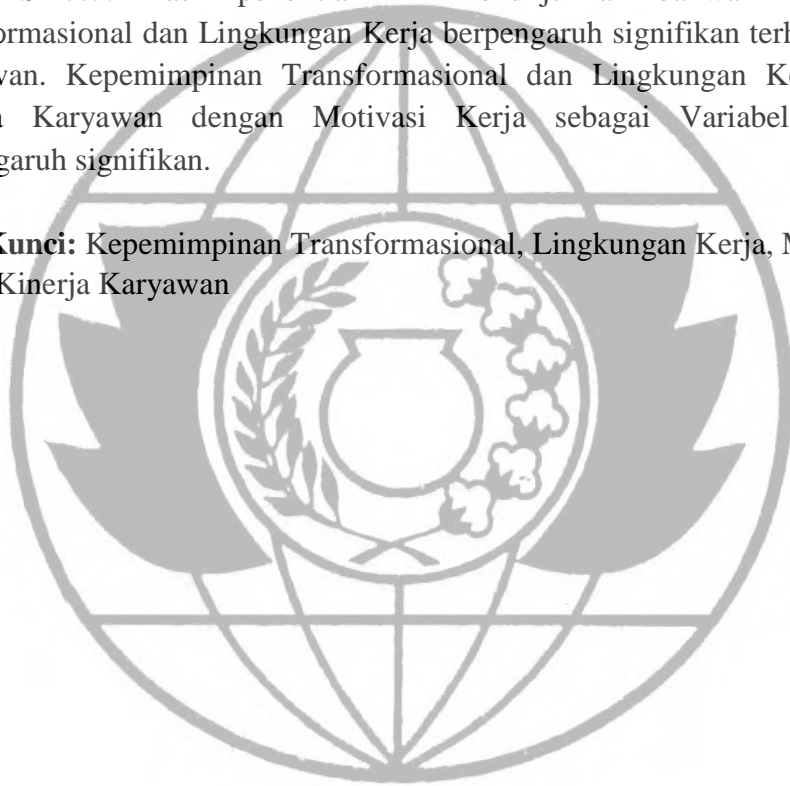 ormasional dan Lingkungan Kerja berpengaruh signifikan terh
wan. Kepemimpinan Transformasional dan Lingkungan Ke
Karyawan dengan Motivasi Kerja sebagai Variabel
garuh signifikan.
Kunci: Kepemimpinan Transformasional, Lingkungan Kerja, M
Kinerja Karyawan